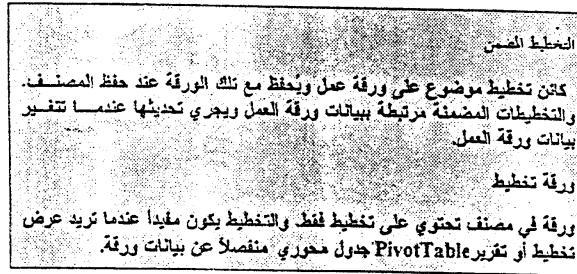 التخطيط المضمن
كائن تخطيط موضوع على ورقة عمل ويُحفظ مع تلك الورقة عند حفظ المصنف.
والتخطيطات المضمنة مرتبطة ببيانات ورقة العمل ويجري تحديثها عندما تتغير
بيانات ورقة العمل.
ورقة تخطيط
ورقة في مصنف تحتوي على تخطيط فقط. والتخطيط يكون مفيداً عندما تريد عرض
تخطيط أو تقرير PivotTable جدول محوري منفصلاً عن بيانات ورقة.